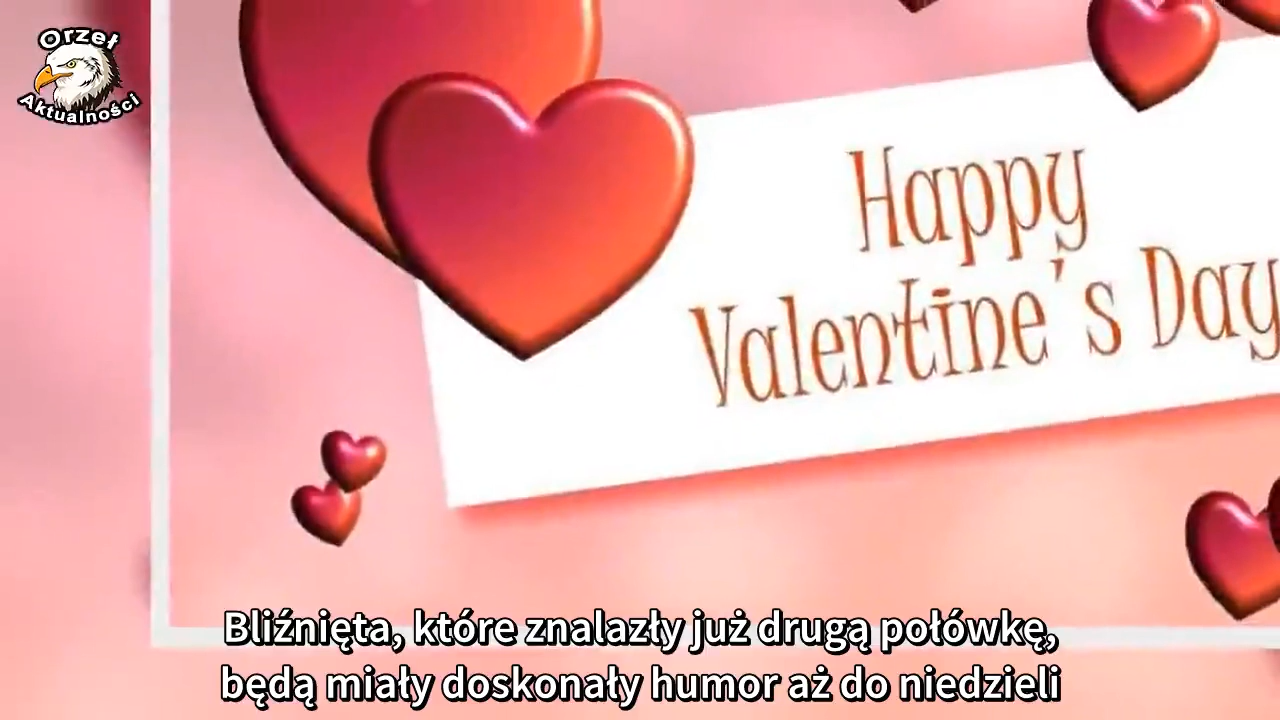 Orzeł
Aktualności
Happy
Valentine's Day
Bliźnięta, które znalazły już drugą połówkę,
będą miały doskonały humor aż do niedzieli